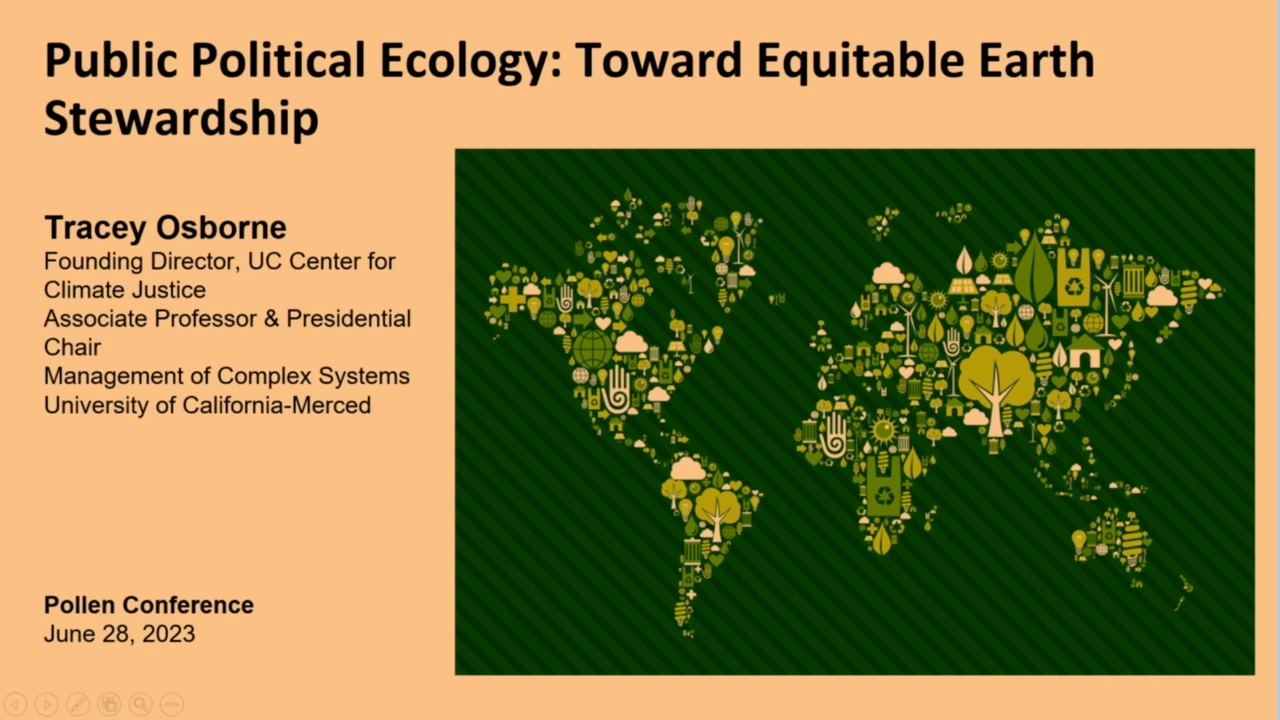 Public Political Ecology: Toward Equitable Earth
Stewardship
Tracey Osborne
Founding Director, UC Center for
Climate Justice
Associate Professor & Presidential
Chair
Management of Complex Systems
University of California-Merced
Pollen Conference
June 28, 2023